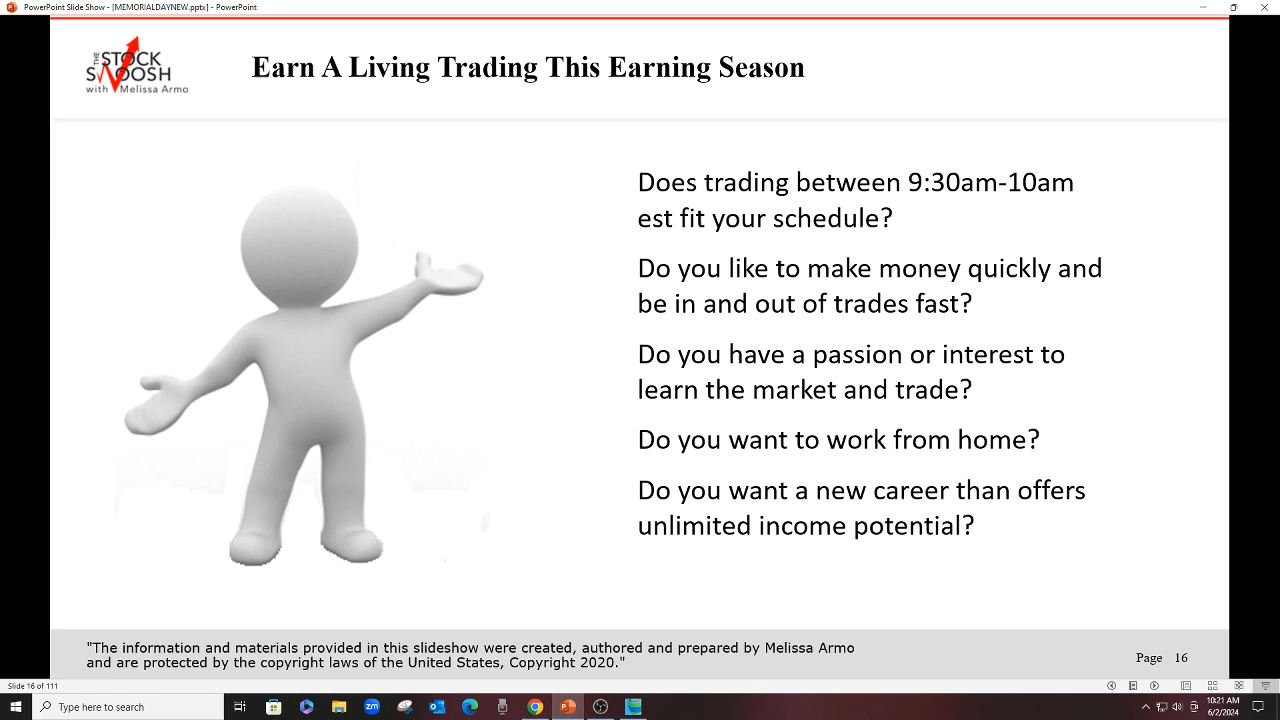 PowerPoint Slide Show - [MEMORIALDAYNEW.pptx] - PowerPoint
THE STOCK
SWOOSH
with Melissa Armo
Earn A Living Trading This Earning Season
Does trading between 9:30am-10am
est fit your schedule?
Do you like to make money quickly and
be in and out of trades fast?
Do you have a passion or interest to
learn the market and trade?
Do you want to work from home?
Do you want a new career than offers
unlimited income potential?
"The information and materials provided in this slideshow were created, authored and prepared by Melissa Armo
and are protected by the copyright laws of the United States, Copyright 2020."
Page 16
Slide 16 of 111
Type here to search
zm
10:21 AM
6/2/2024